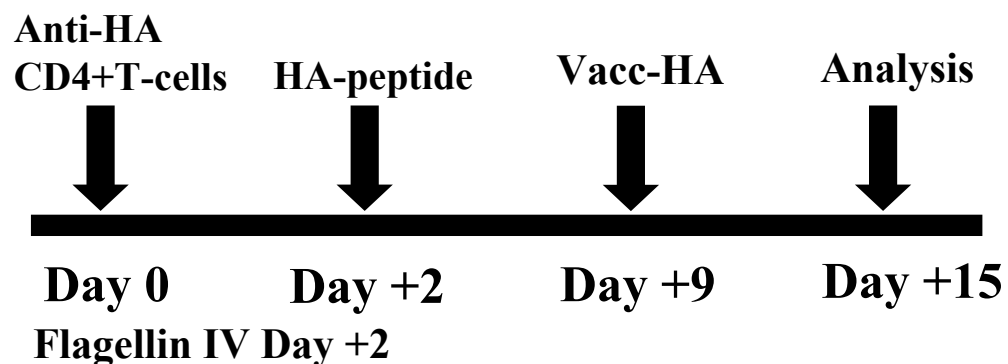 Anti-HA
CD4+T-cells
HA-peptide
Vacc-HA
Analysis
Day 0
Day +2
Day +9
Day +15
Flagellin IV Day +2